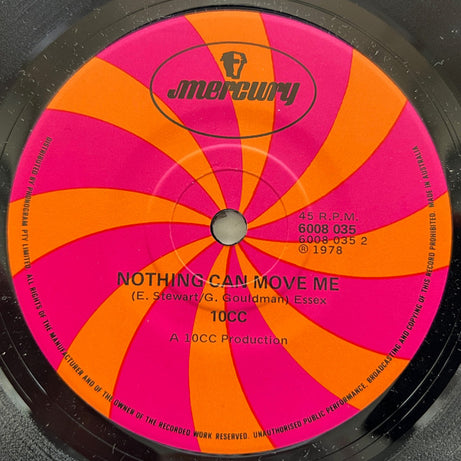 mercury
45 R.P.M.
6008 035
6008 035 2
℗ 1978
NOTHING CAN MOVE ME
(E. Stewart/G. Gouldman) Essex
10CC
A 10CC Production
DISTRIBUTED BY PHONOGRAM PTY LIMITED. ALL RIGHTS OF THE MANUFACTURER AND OF THE OWNER OF THE RECORDED WORK RESERVED. UNAUTHORISED PUBLIC PERFORMANCE, BROADCASTING AND COPYING OF THIS RECORD PROHIBITED. MADE IN AUSTRALIA.